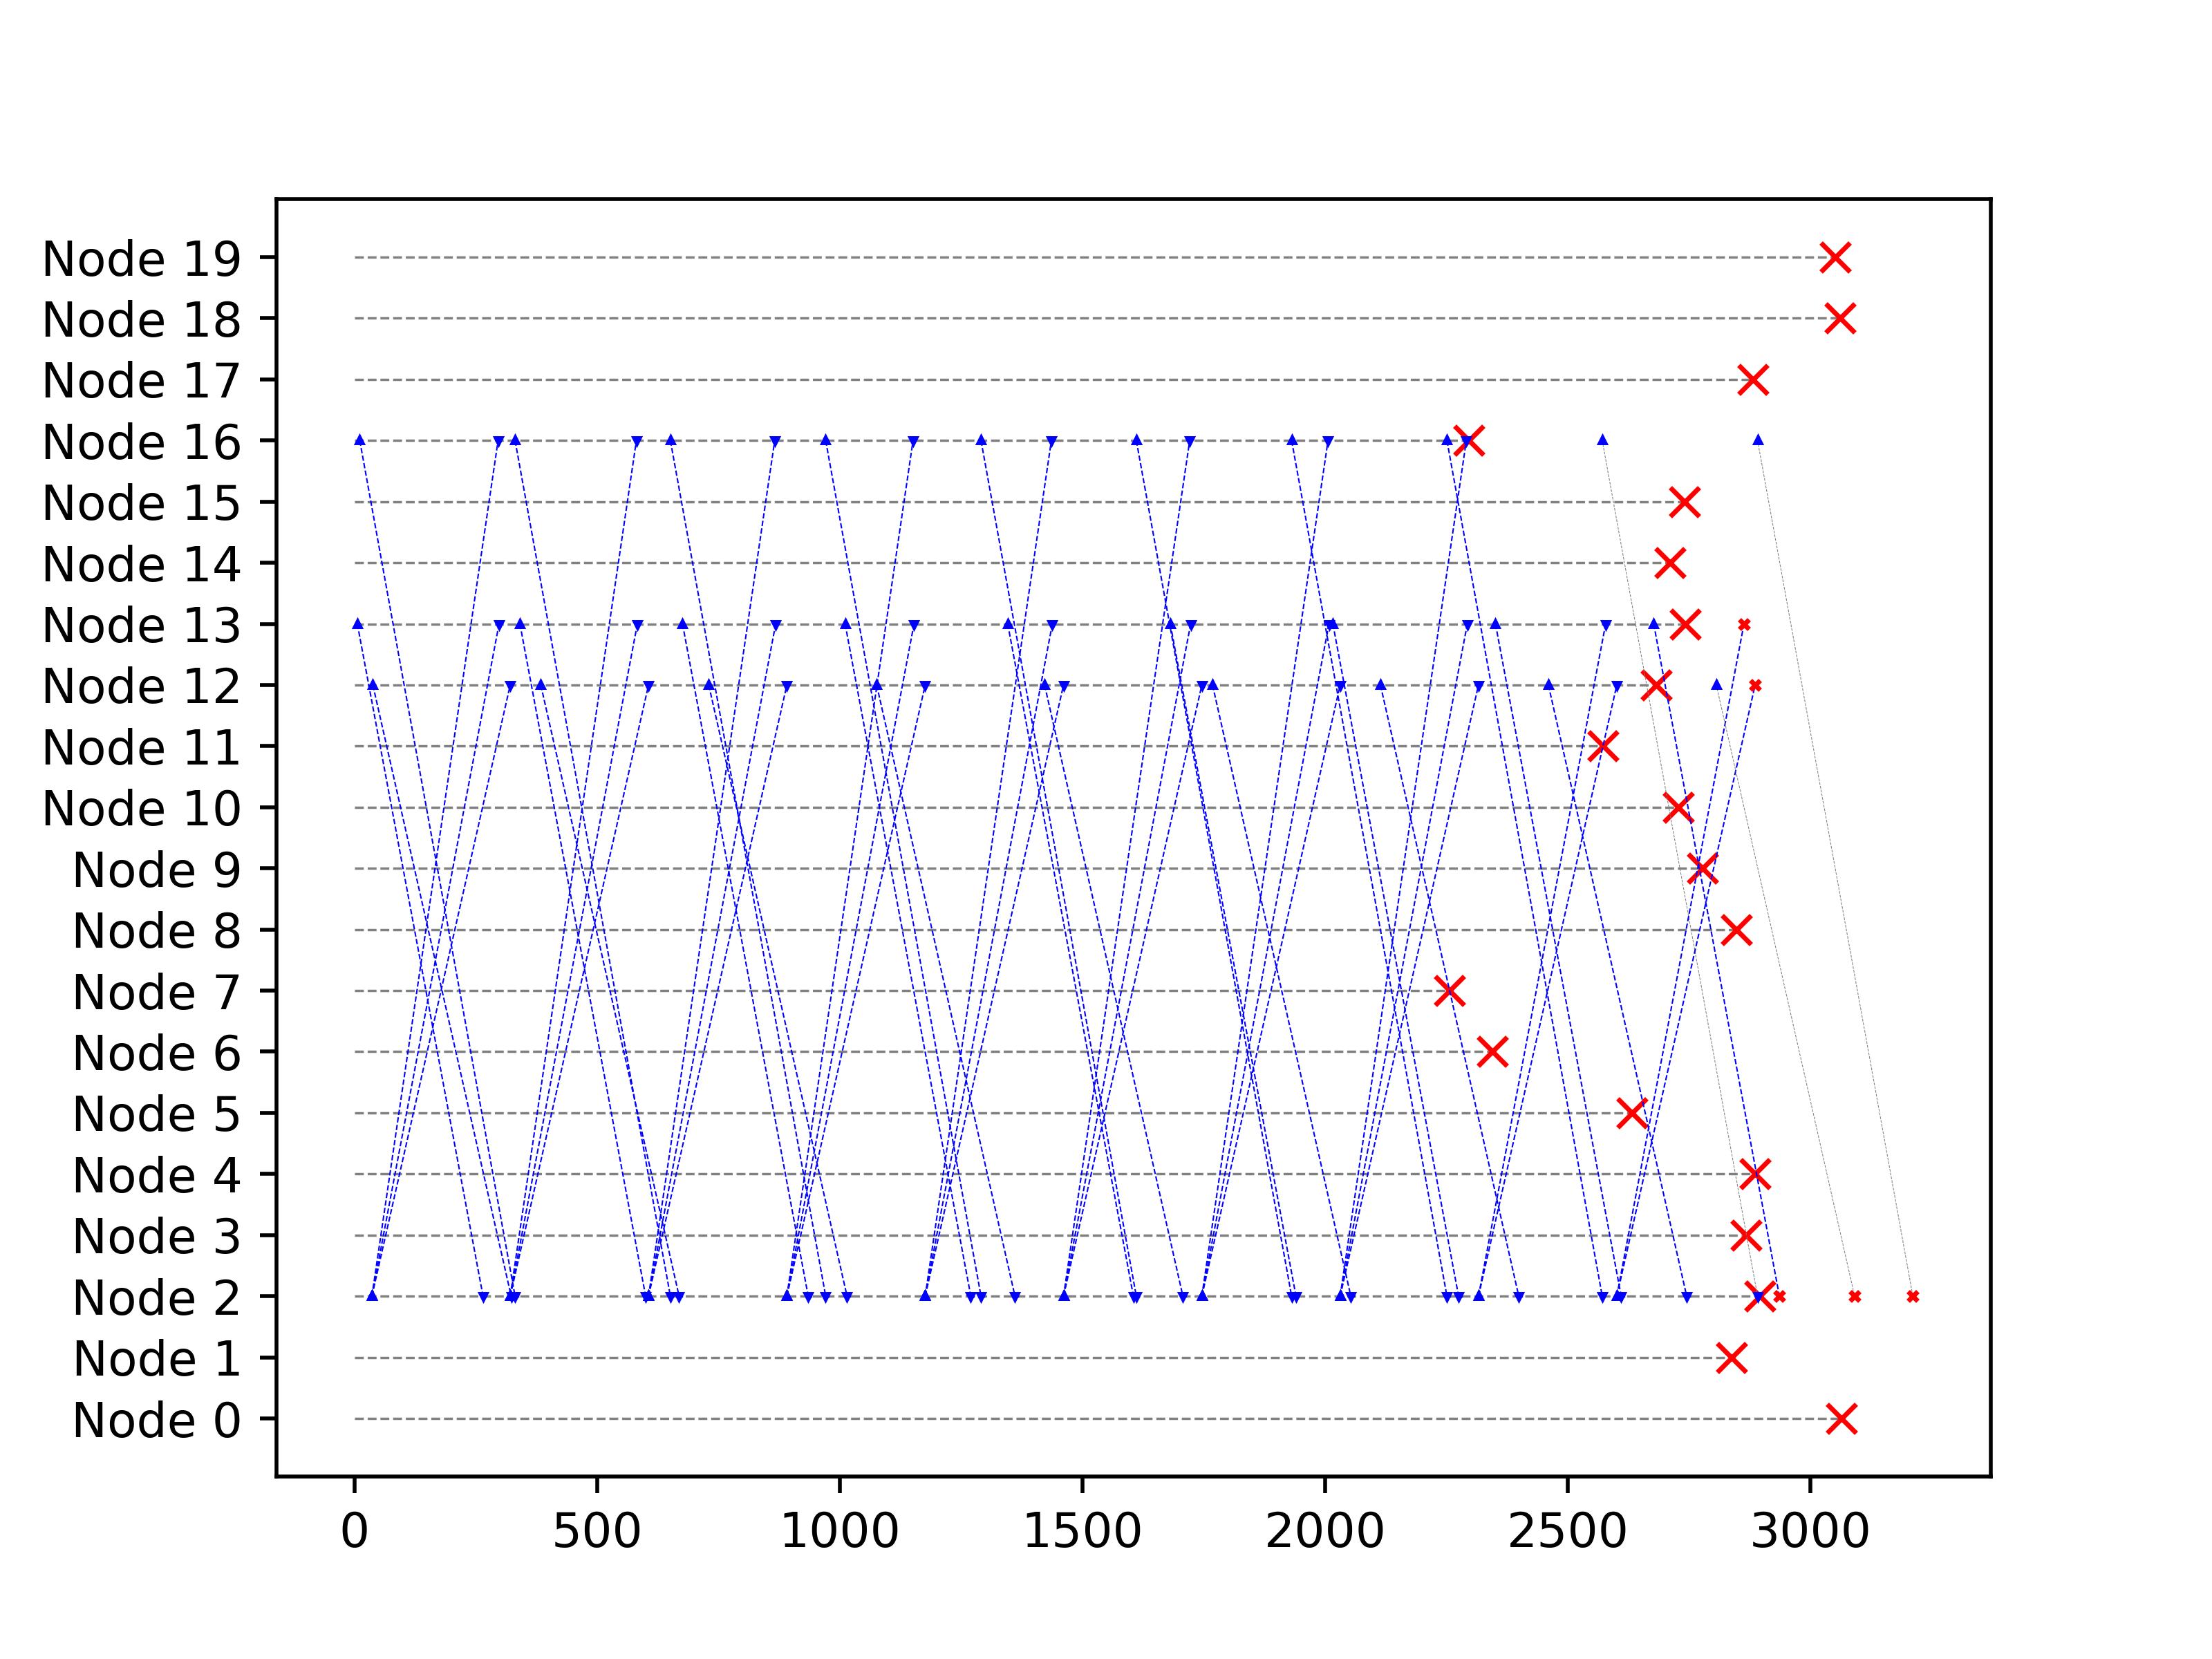 Node 19
Node 18
Node 17
Node 16
Node 15
Node 14
Node 13
Node 12
Node 11
Node 10
Node 9
Node 8
Node 7
Node 6
Node 5
Node 4
Node 3
Node 2
Node 1
Node 0
0 500 1000 1500 2000 2500 3000